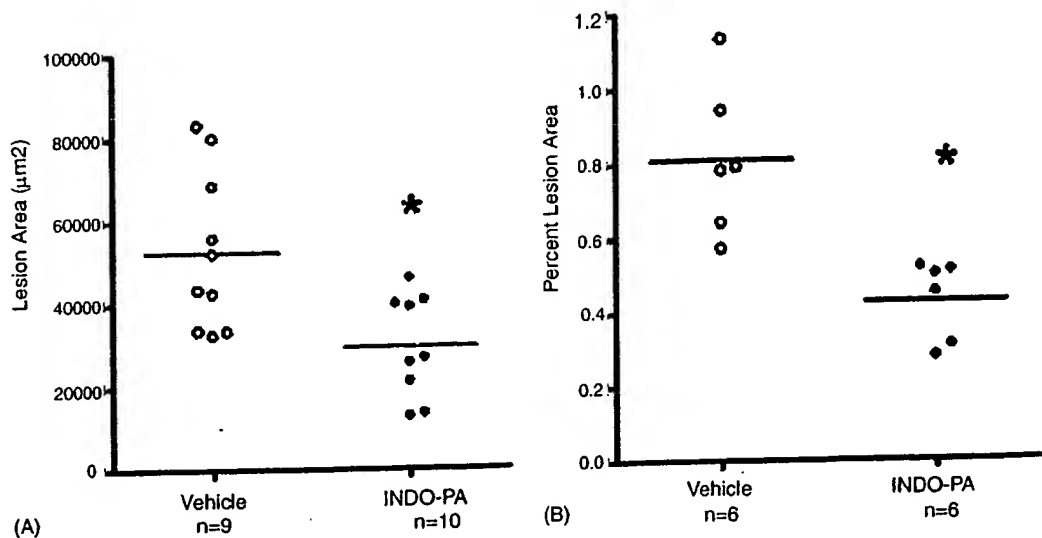 100000
80000
60000
40000
20000
0
Lesion Area (μm2)
*
Vehicle
n=9
INDO-PA
n=10
(A)
1.2
1.0
0.8
0.6
0.4
0.2
0.0
Percent Lesion Area
*
Vehicle
n=6
INDO-PA
n=6
(B)